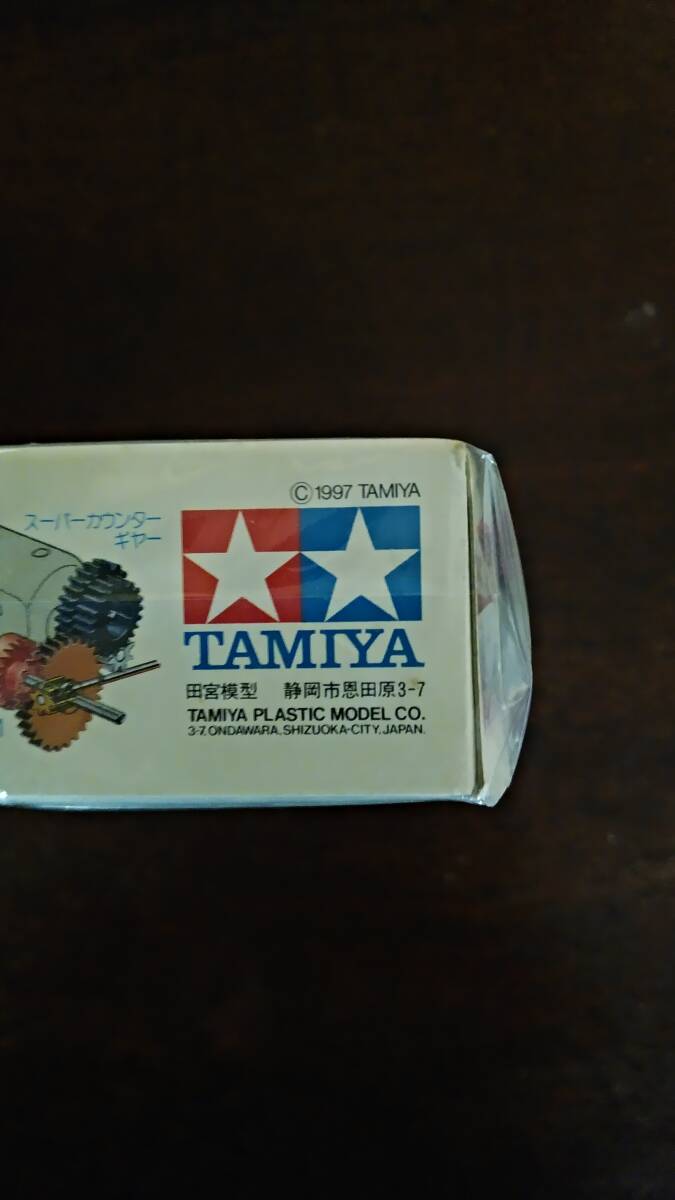 スーパーカウンター
ギヤー
©1997 TAMIYA
TAMIYA
田宮模型 静岡市恩田原3-7
TAMIYA PLASTIC MODEL CO.
3-7, ONDAWARA, SHIZUOKA-CITY, JAPAN.